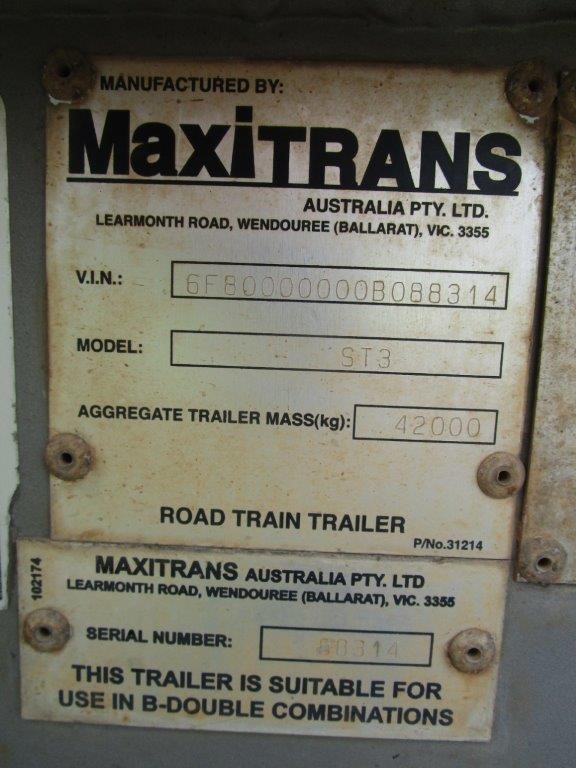 MANUFACTURED BY:
MaxiTRANS
AUSTRALIA PTY. LTD.
LEARMONTH ROAD, WENDOUREE (BALLARAT), VIC. 3355
V.I.N.: 6F80000000B088314
MODEL: ST3
AGGREGATE TRAILER MASS(kg): 42000
ROAD TRAIN TRAILER
P/No.31214
102174
MAXITRANS AUSTRALIA PTY. LTD
LEARMONTH ROAD, WENDOUREE (BALLARAT), VIC. 3355
SERIAL NUMBER: 88314
THIS TRAILER IS SUITABLE FOR
USE IN B-DOUBLE COMBINATIONS